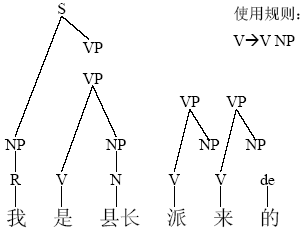 S
使用规则:
V→V NP
VP
VP
VP VP
NP NP NP NP
R V N V V de
我 是 县长 派 来 的